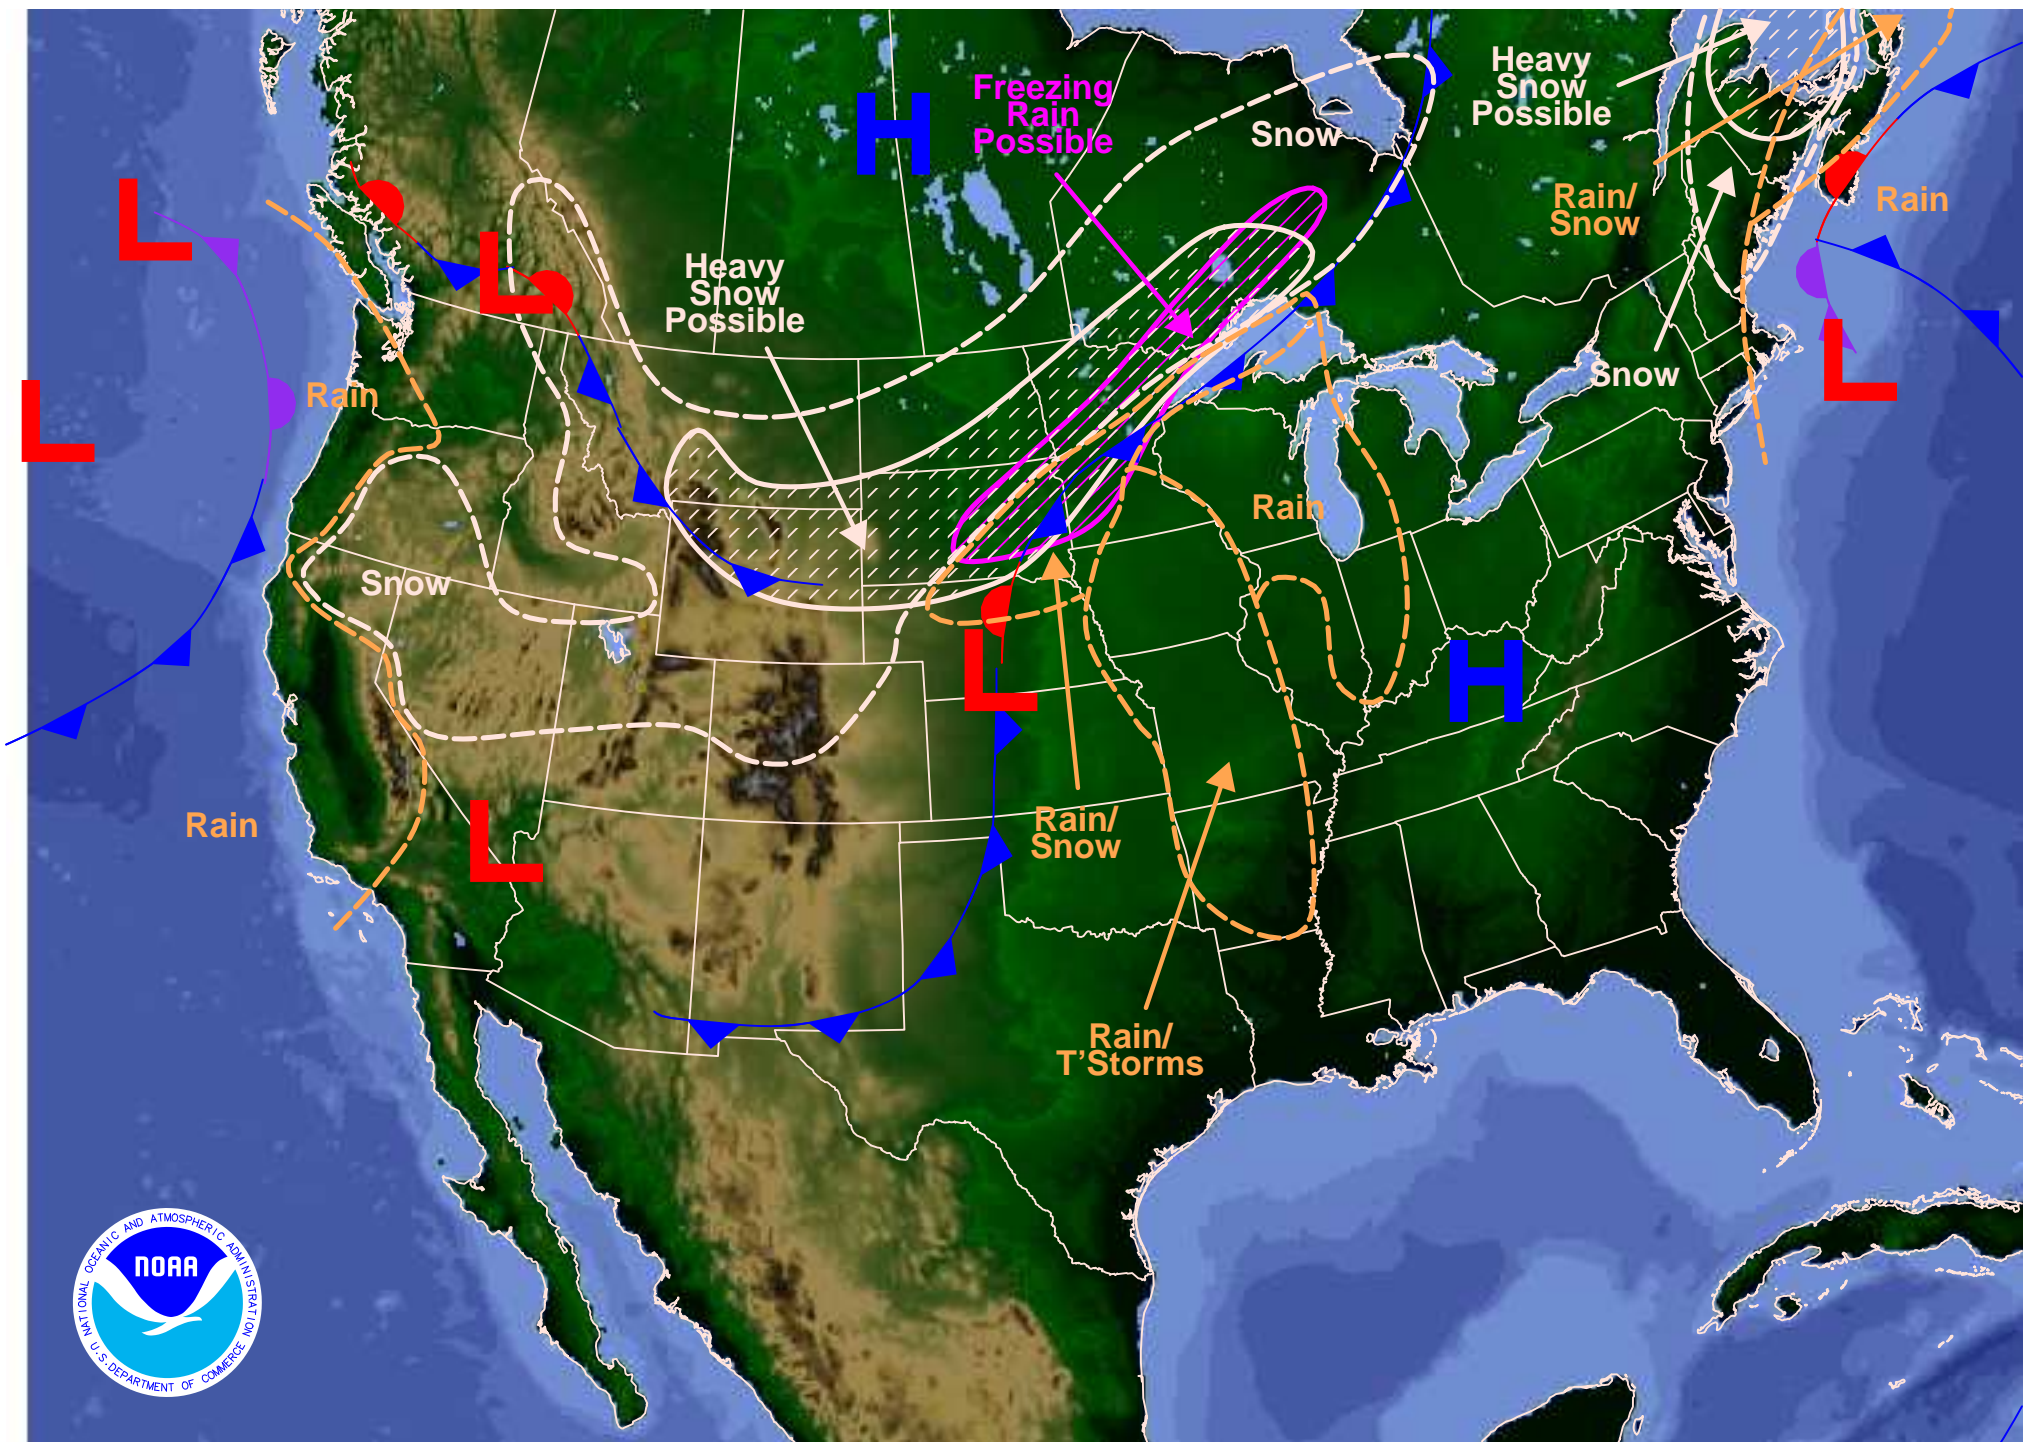 Heavy
Snow
Possible
Freezing
Rain
Possible
H
Snow
L
Rain/
Snow
Rain
L
Heavy
Snow
Possible
L
Snow
L
Rain
Rain
Snow
H
L
Rain
L
Rain/
Snow
Rain/
T'Storms
NATIONAL OCEANIC AND ATMOSPHERIC ADMINISTRATION
NOAA
U.S. DEPARTMENT OF COMMERCE